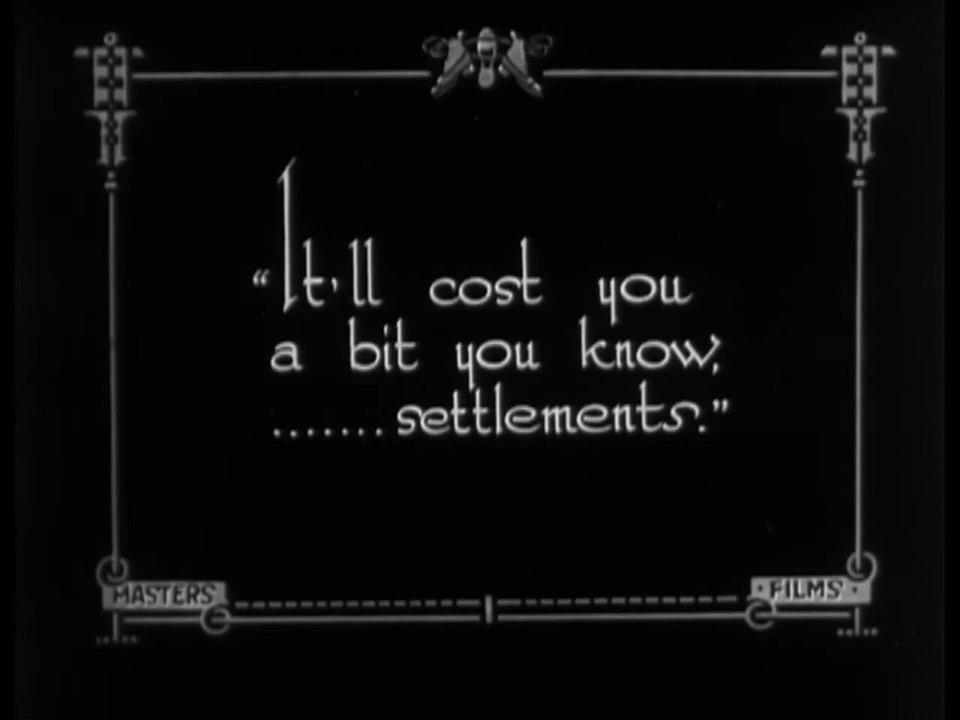 “It'll cost you
a bit you know,
.......settlements.”
MASTERS
· FILMS ·